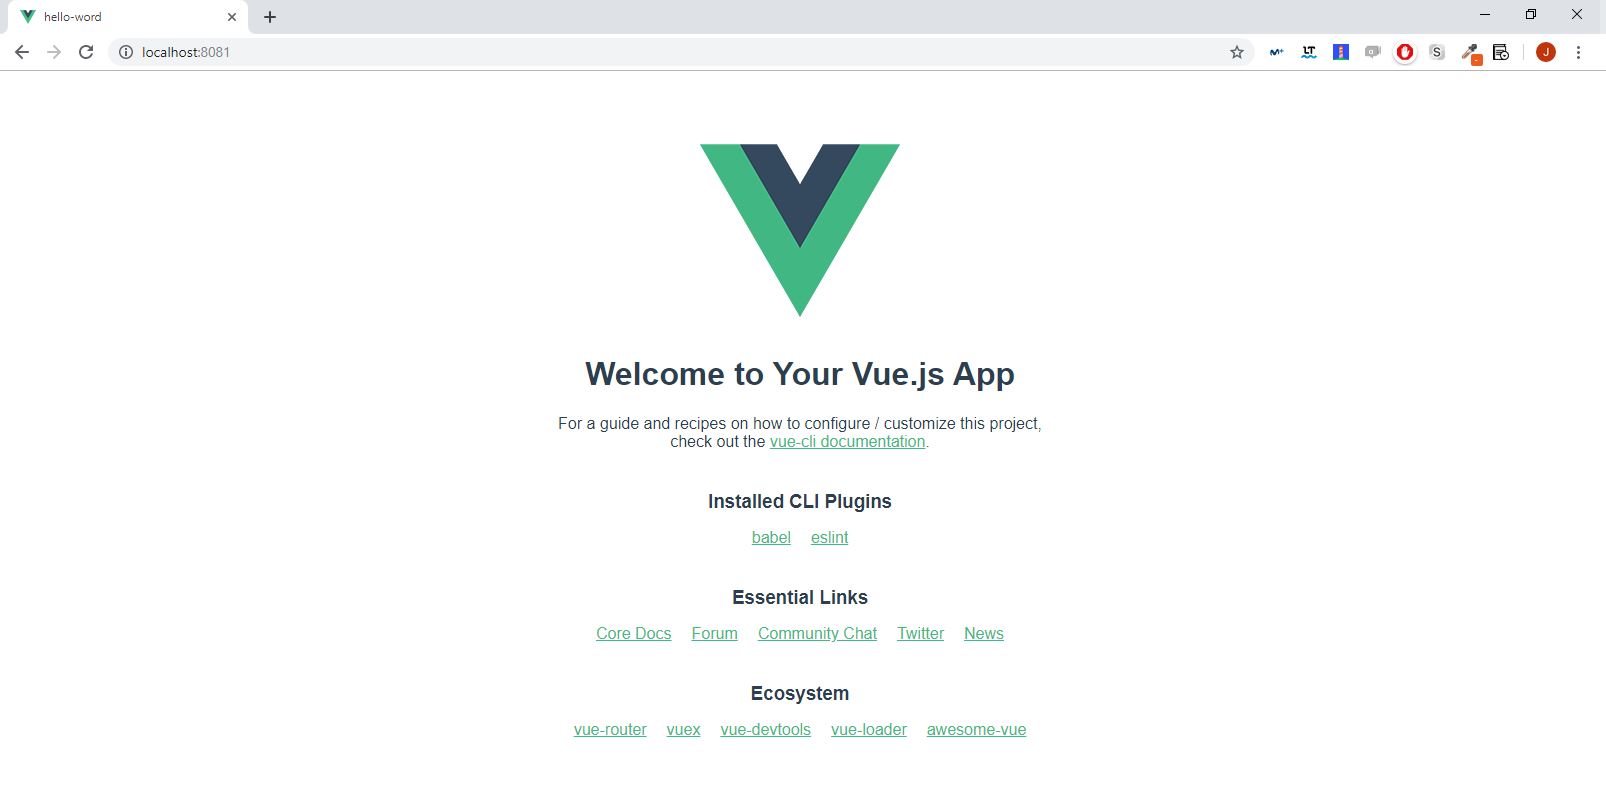 hello-word
localhost:8081
LT
S
J
Welcome to Your Vue.js App
For a guide and recipes on how to configure / customize this project,
check out the vue-cli documentation.
Installed CLI Plugins
babel eslint
Essential Links
Core Docs Forum Community Chat Twitter News
Ecosystem
vue-router vuex vue-devtools vue-loader awesome-vue